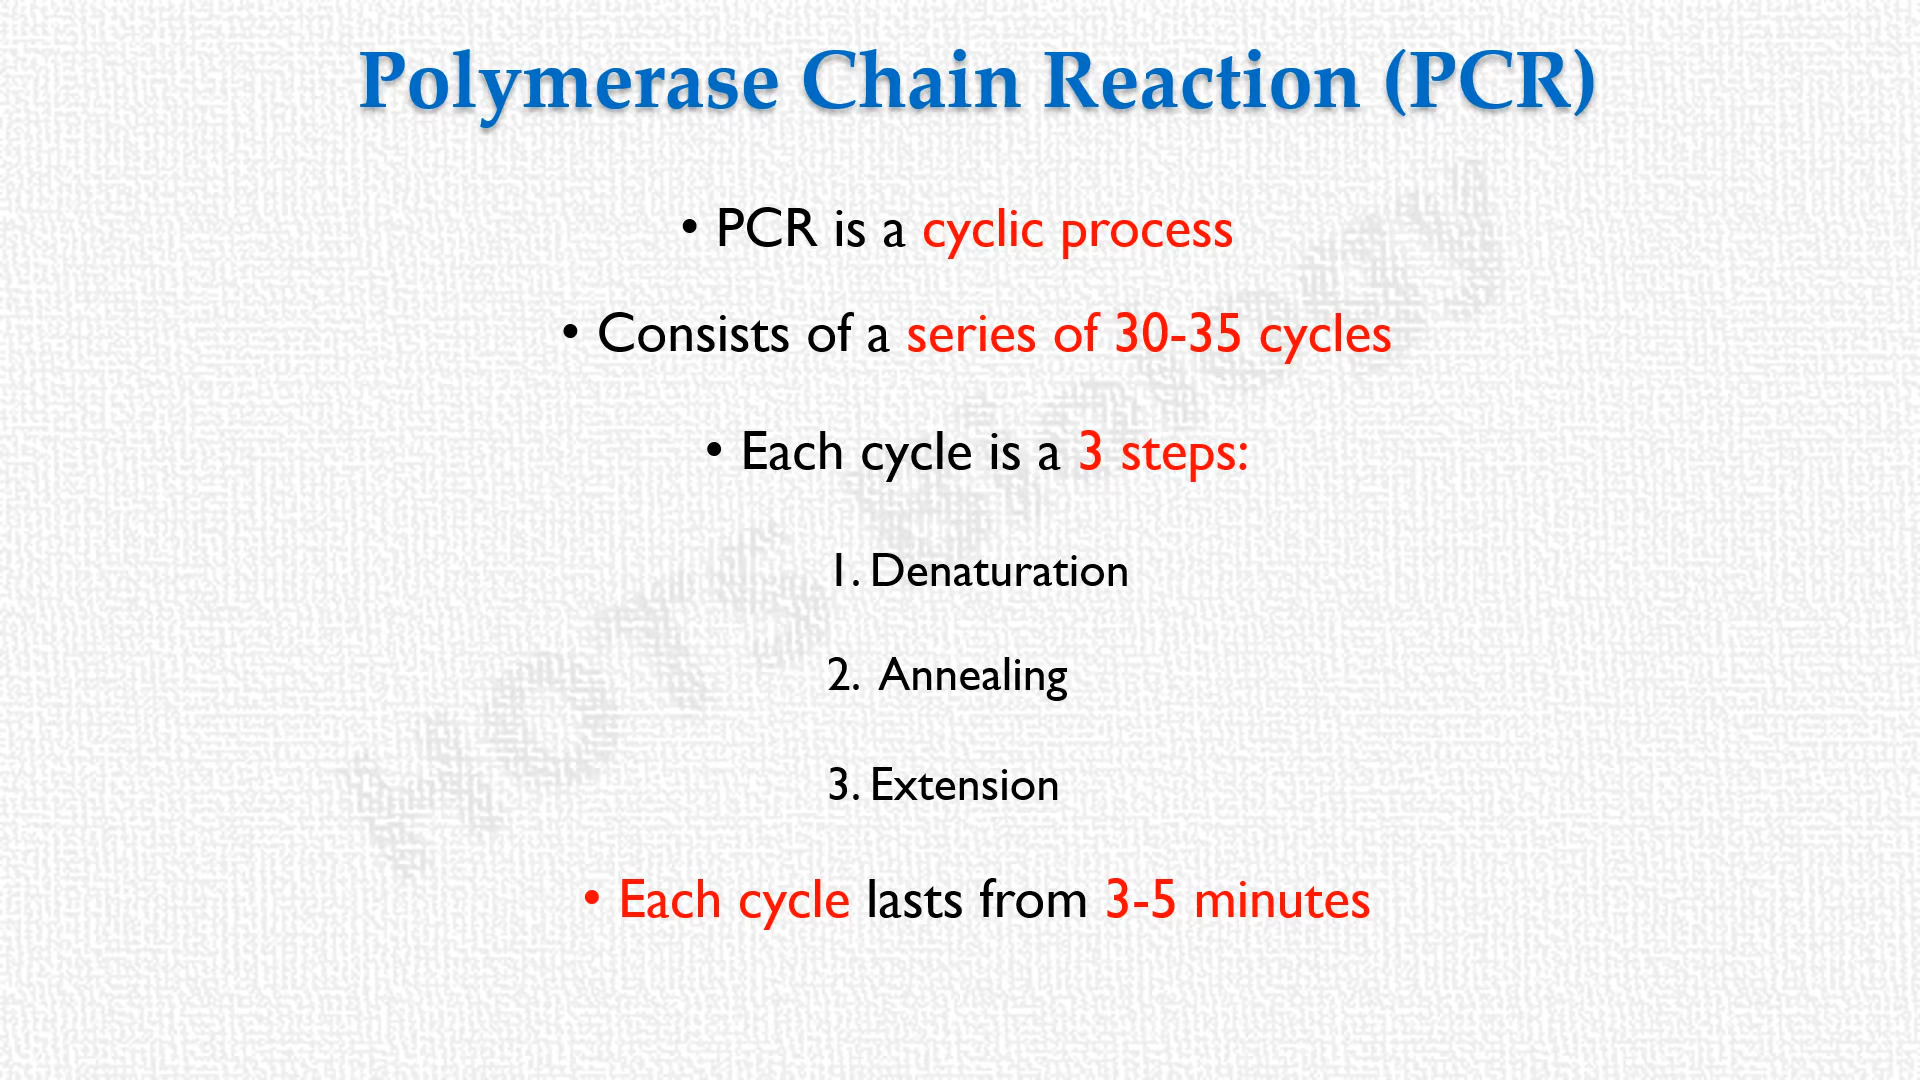 Polymerase Chain Reaction (PCR)
• PCR is a cyclic process
• Consists of a series of 30-35 cycles
• Each cycle is a 3 steps:
1. Denaturation
2. Annealing
3. Extension
• Each cycle lasts from 3-5 minutes